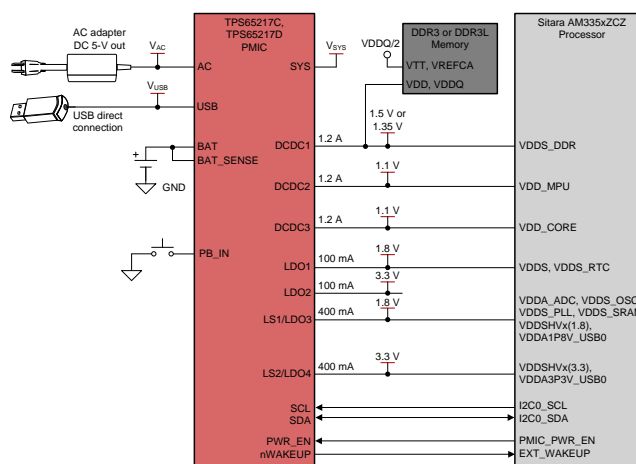 AC adapter
DC 5-V out
VAC
TPS65217C,
TPS65217D
PMIC
VSYS
VDDQ/2
DDR3 or DDR3L
Memory
Sitara AM335xZCZ
Processor
AC
SYS
VTT, VREFCA
VDD, VDDQ
VUSB
USB
USB direct
connection
1.5 V or
1.35 V
BAT
BAT_SENSE
DCDC1
1.2 A
VDDS_DDR
+
GND
1.1 V
DCDC2
1.2 A
VDD_MPU
1.1 V
DCDC3
1.2 A
VDD_CORE
PB_IN
1.8 V
LDO1
100 mA
VDDS, VDDS_RTC
3.3 V
LDO2
100 mA
1.8 V
LS1/LDO3
400 mA
VDDA_ADC, VDDS_OSC
VDDS_PLL, VDDS_SRAM
VDDSHVx(1.8),
VDDA1P8V_USB0
3.3 V
LS2/LDO4
400 mA
VDDSHVx(3.3),
VDDA3P3V_USB0
SCL
I2C0_SCL
SDA
I2C0_SDA
PWR_EN
PMIC_PWR_EN
nWAKEUP
EXT_WAKEUP